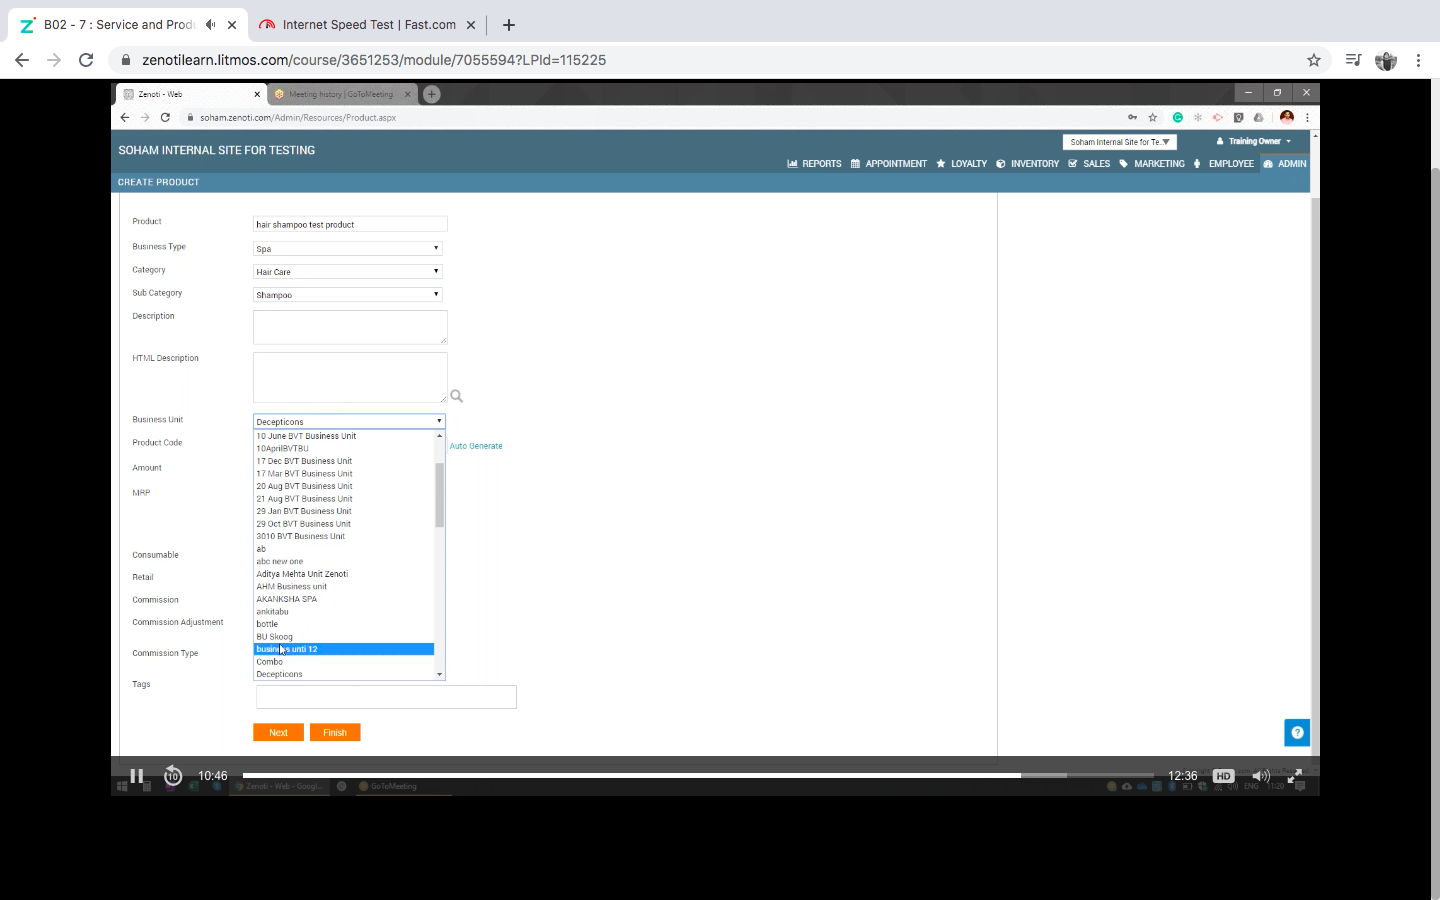 B02 - 7 : Service and Produ
Internet Speed Test | Fast.com
zenotilearn.litmos.com/course/3651253/module/7055594?LPId=115225
Zenoti - Web
Meeting history | GoToMeeting
soham.zenoti.com/Admin/Resources/Product.aspx
SOHAM INTERNAL SITE FOR TESTING
Soham Internal Site for Te..
Training Owner
REPORTS APPOINTMENT LOYALTY INVENTORY SALES MARKETING EMPLOYEE ADMIN
CREATE PRODUCT
Product hair shampoo test product
Business Type Spa
Category Hair Care
Sub Category Shampoo
Description
HTML Description
Business Unit Decepticons
10 June BVT Business Unit
Product Code Auto Generate
10AprilBVTBU
17 Dec BVT Business Unit
Amount
17 Mar BVT Business Unit
20 Aug BVT Business Unit
MRP
21 Aug BVT Business Unit
29 Jan BVT Business Unit
29 Oct BVT Business Unit
3010 BVT Business Unit
ab
Consumable
abc new one
Aditya Mehta Unit Zenoti
Retail
AHM Business unit
Commission AKANKSHA SPA
ankitabu
Commission Adjustment bottle
BU Skoog
business unti 12
Commission Type
Combo
Decepticons
Tags
Next Finish
10:46 12:36 HD
10
Zenoti - Web - Googl...
GoToMeeting
ENG 11:20